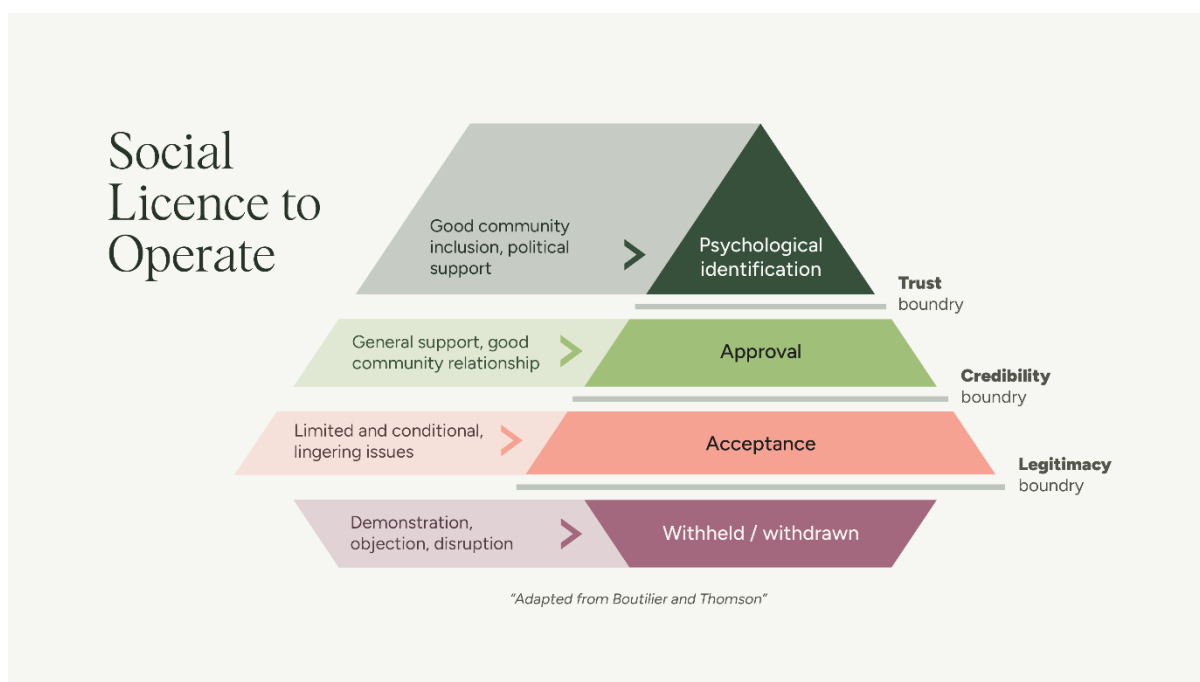 Social
Licence to
Operate
Good community
inclusion, political
support
Psychological
identification
Trust
boundry
General support, good
community relationship
Approval
Credibility
boundry
Limited and conditional,
lingering issues
Acceptance
Legitimacy
boundry
Demonstration,
objection, disruption
Withheld / withdrawn
“Adapted from Boutilier and Thomson”